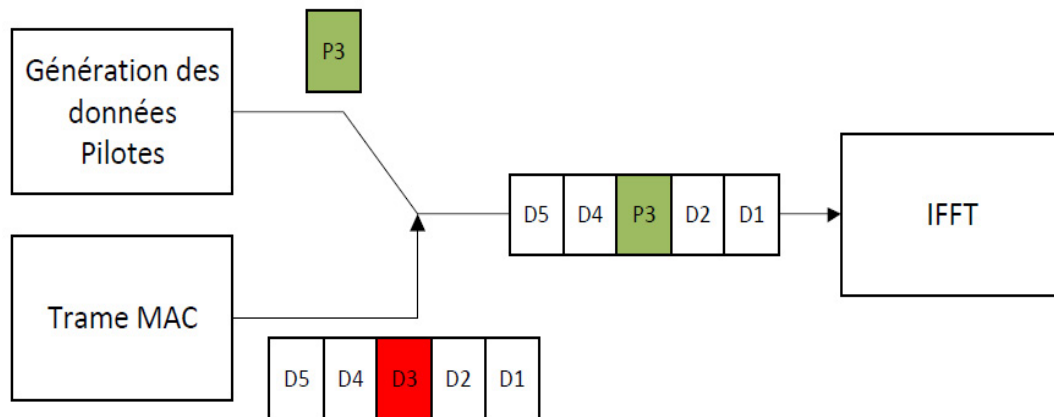 P3
Génération des
données
Pilotes
D5 D4 P3 D2 D1
IFFT
Trame MAC
D5 D4 D3 D2 D1